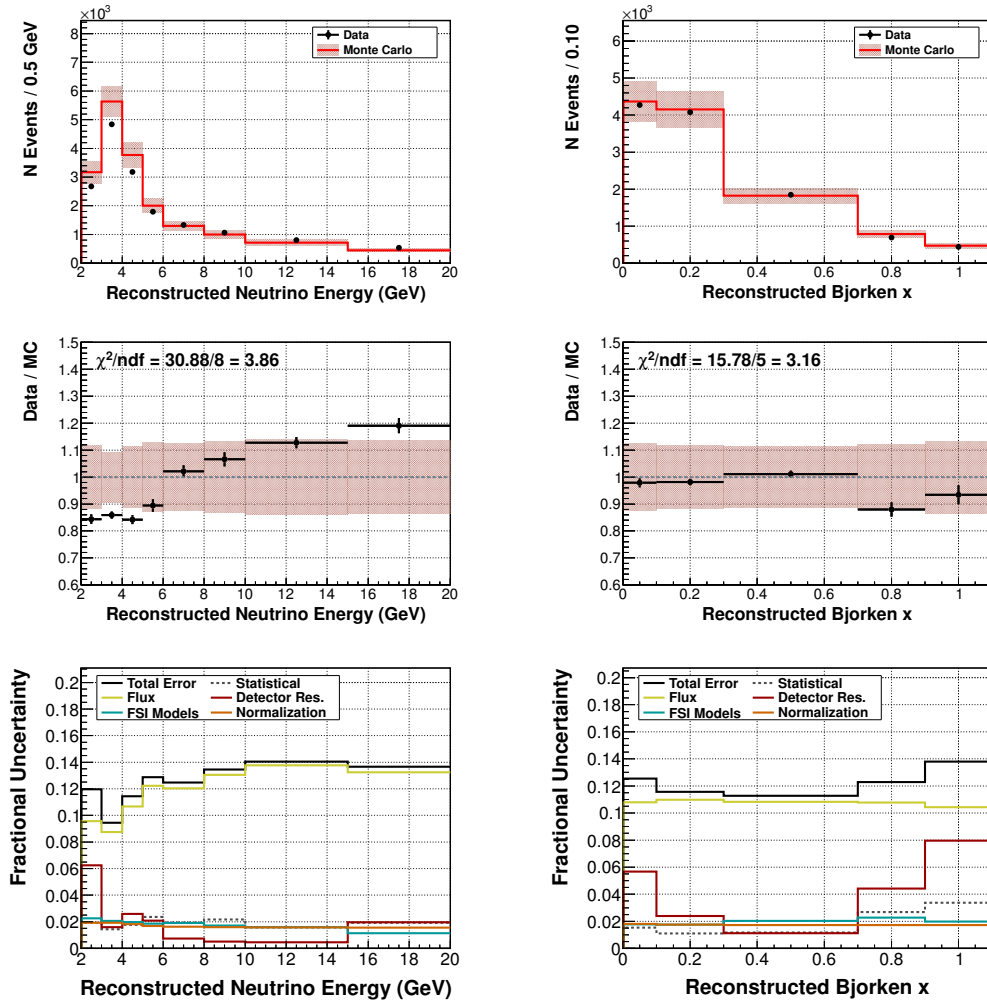 ×10³
N Events / 0.5 GeV
8
7
6
5
4
3
2
1
0
Data
Monte Carlo
2 4 6 8 10 12 14 16 18 20
Reconstructed Neutrino Energy (GeV)
×10³
N Events / 0.10
6
5
4
3
2
1
0
Data
Monte Carlo
0 0.2 0.4 0.6 0.8 1
Reconstructed Bjorken x
Data / MC
1.5
1.4
1.3
1.2
1.1
1
0.9
0.8
0.7
0.6
χ²/ndf = 30.88/8 = 3.86
2 4 6 8 10 12 14 16 18 20
Reconstructed Neutrino Energy (GeV)
Data / MC
1.5
1.4
1.3
1.2
1.1
1
0.9
0.8
0.7
0.6
χ²/ndf = 15.78/5 = 3.16
0 0.2 0.4 0.6 0.8 1
Reconstructed Bjorken x
Fractional Uncertainty
0.2
0.18
0.16
0.14
0.12
0.1
0.08
0.06
0.04
0.02
0
Total Error Statistical
Flux Detector Res.
FSI Models Normalization
2 4 6 8 10 12 14 16 18 20
Reconstructed Neutrino Energy (GeV)
Fractional Uncertainty
0.2
0.18
0.16
0.14
0.12
0.1
0.08
0.06
0.04
0.02
0
Total Error Statistical
Flux Detector Res.
FSI Models Normalization
0 0.2 0.4 0.6 0.8 1
Reconstructed Bjorken x